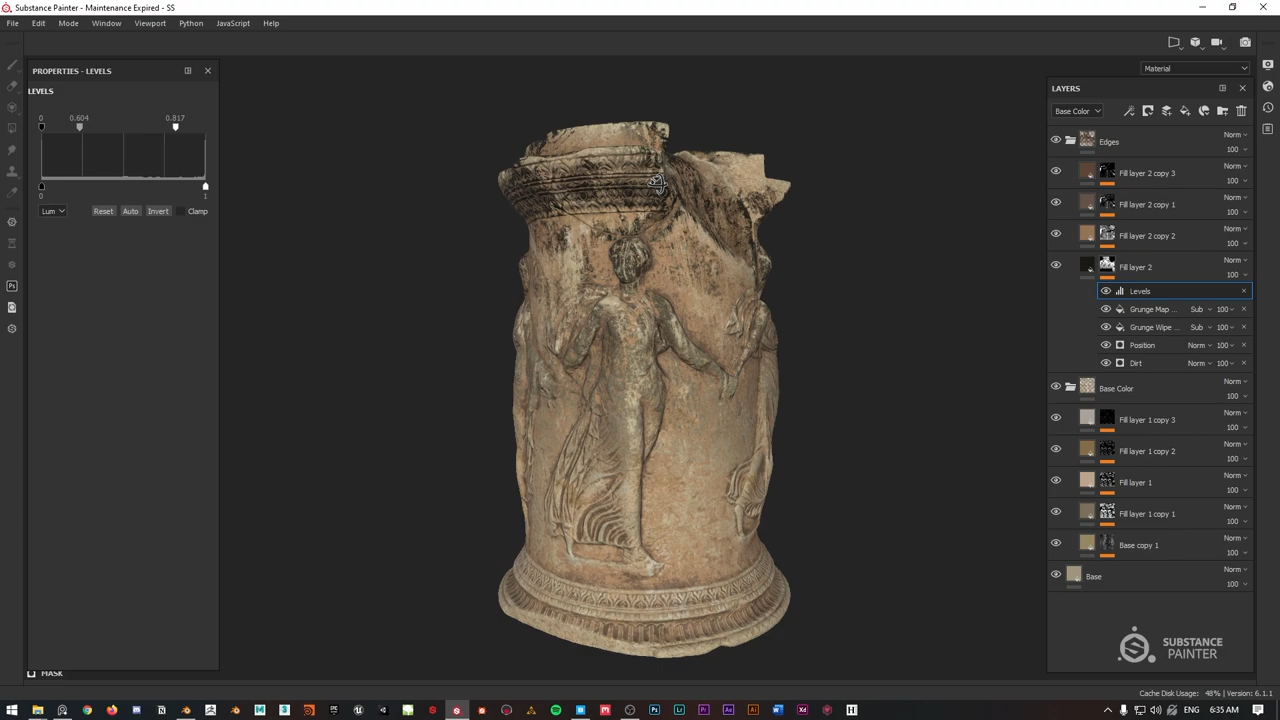 Substance Painter - Maintenance Expired - SS
File Edit Mode Window Viewport Python JavaScript Help
Material
PROPERTIES - LEVELS
LEVELS
0 0.604 0.817
0 1
Lum Reset Auto Invert Clamp
MASK
LAYERS
Base Color
Edges Norm 100
Fill layer 2 copy 3 Norm 100
Fill layer 2 copy 1 Norm 100
Fill layer 2 copy 2 Norm 100
Fill layer 2 Norm 100
Levels
Grunge Map ... Sub 100
Grunge Wipe ... Sub 100
Position Norm 100
Dirt Norm 100
Base Color Norm 100
Fill layer 1 copy 3 Norm 100
Fill layer 1 copy 2 Norm 100
Fill layer 1 Norm 100
Fill layer 1 copy 1 Norm 100
Base copy 1 Norm 100
Base Norm 100
SUBSTANCE
PAINTER
Cache Disk Usage: 48% | Version: 6.1.1
6:35 AM